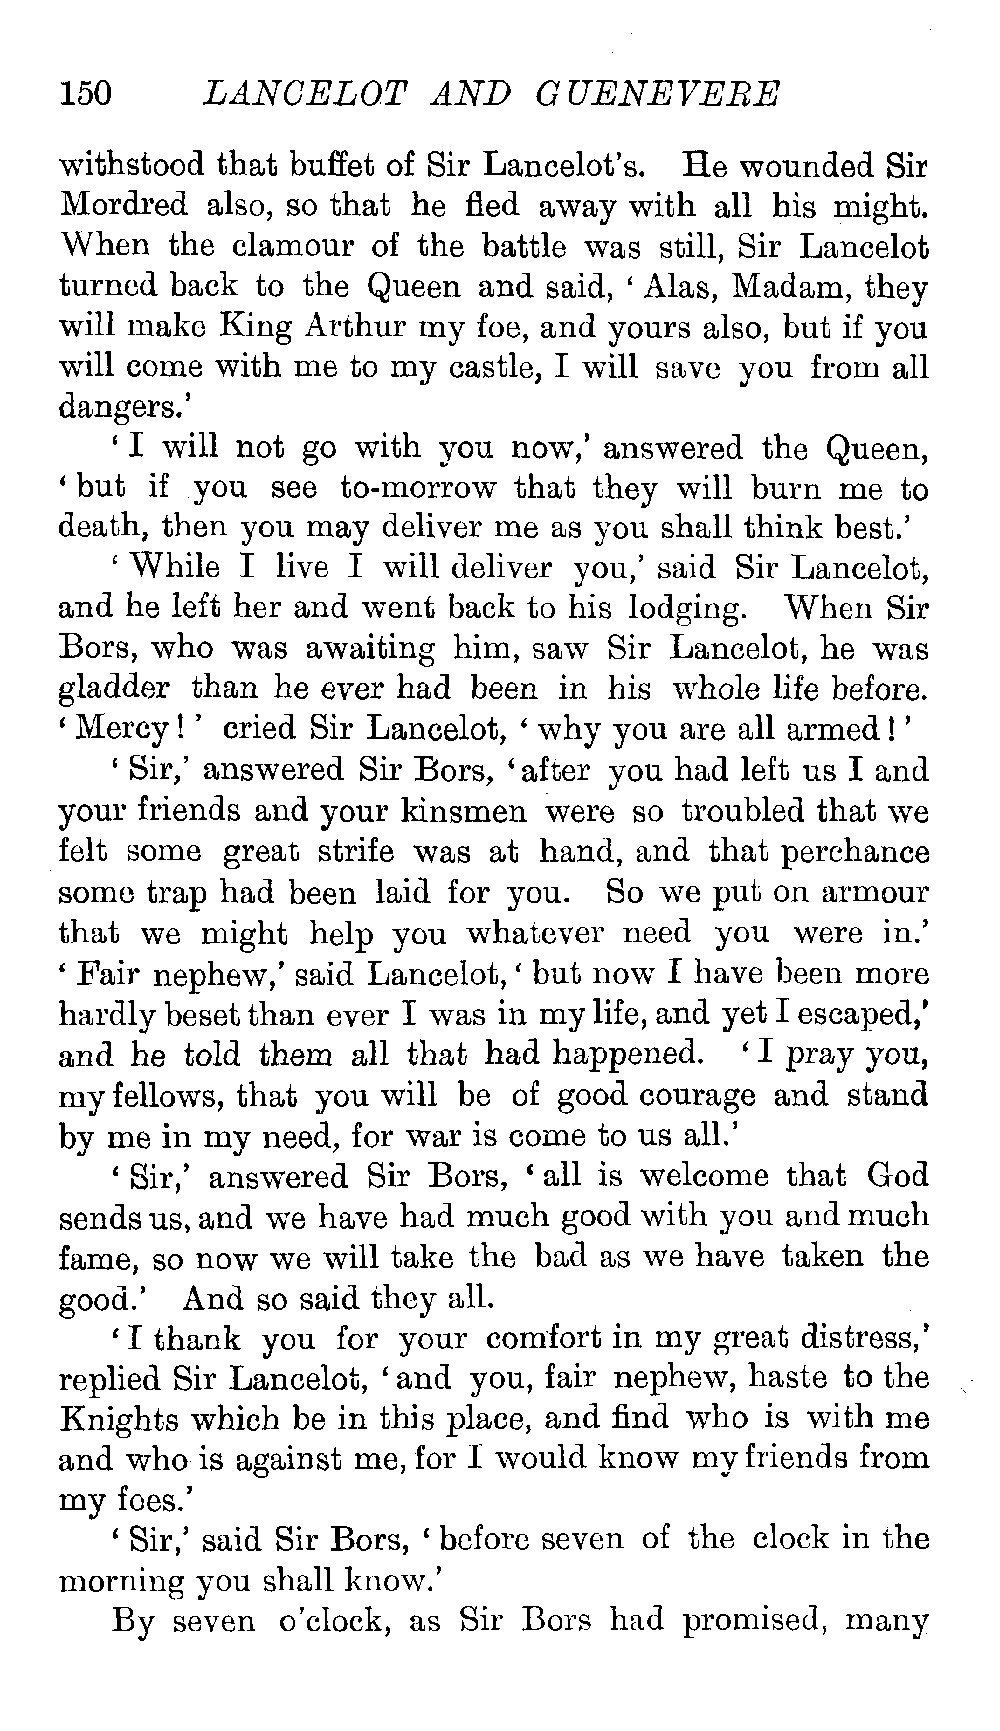 150 LANCELOT AND GUENEVERE
withstood that buffet of Sir Lancelot's. He wounded Sir
Mordred also, so that he fled away with all his might.
When the clamour of the battle was still, Sir Lancelot
turned back to the Queen and said, ‘ Alas, Madam, they
will make King Arthur my foe, and yours also, but if you
will come with me to my castle, I will save you from all
dangers.’
‘ I will not go with you now,’ answered the Queen,
‘ but if you see to-morrow that they will burn me to
death, then you may deliver me as you shall think best.’
‘ While I live I will deliver you,’ said Sir Lancelot,
and he left her and went back to his lodging. When Sir
Bors, who was awaiting him, saw Sir Lancelot, he was
gladder than he ever had been in his whole life before.
‘ Mercy ! ’ cried Sir Lancelot, ‘ why you are all armed ! ’
‘ Sir,’ answered Sir Bors, ‘ after you had left us I and
your friends and your kinsmen were so troubled that we
felt some great strife was at hand, and that perchance
some trap had been laid for you. So we put on armour
that we might help you whatever need you were in.’
‘ Fair nephew,’ said Lancelot, ‘ but now I have been more
hardly beset than ever I was in my life, and yet I escaped,’
and he told them all that had happened. ‘ I pray you,
my fellows, that you will be of good courage and stand
by me in my need, for war is come to us all.’
‘ Sir,’ answered Sir Bors, ‘ all is welcome that God
sends us, and we have had much good with you and much
fame, so now we will take the bad as we have taken the
good.’ And so said they all.
‘ I thank you for your comfort in my great distress,’
replied Sir Lancelot, ‘ and you, fair nephew, haste to the
Knights which be in this place, and find who is with me
and who is against me, for I would know my friends from
my foes.’
‘ Sir,’ said Sir Bors, ‘ before seven of the clock in the
morning you shall know.’
By seven o'clock, as Sir Bors had promised, many